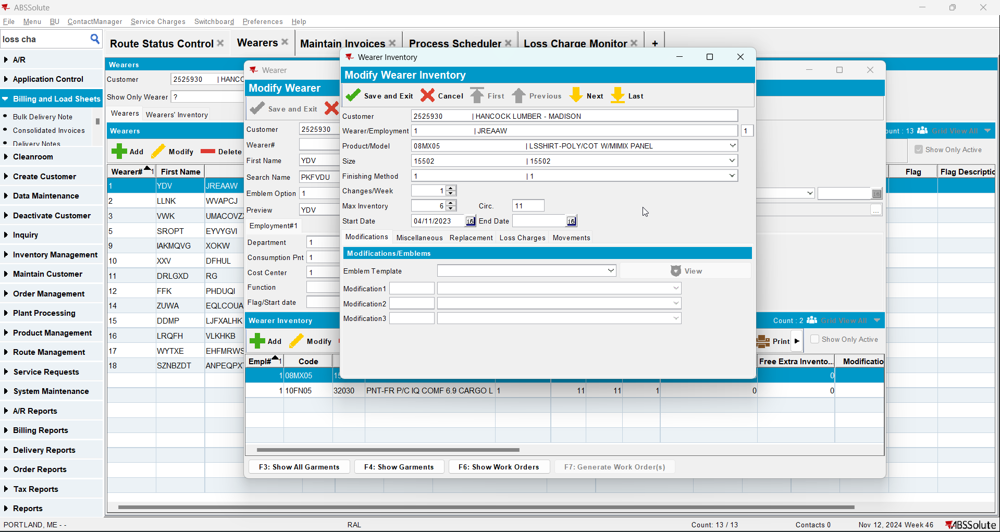 ABSSolute
File Menu BU ContactManager Service Charges Switchboard Preferences Help
loss cha
Route Status Control Wearers Maintain Invoices Process Scheduler Loss Charge Monitor +
A/R
Application Control
Billing and Load Sheets
Bulk Delivery Note
Consolidated Invoices
Delivery Notes
Cleanroom
Create Customer
Data Maintenance
Deactivate Customer
Inquiry
Inventory Management
Maintain Customer
Order Management
Plant Processing
Product Management
Route Management
Service Requests
System Maintenance
A/R Reports
Billing Reports
Delivery Reports
Order Reports
Tax Reports
Reports
Wearers
Customer 2525930 | HANC
Show Only Wearer ?
Wearers Wearers' Inventory
Wearers
Count : 13 Grid View All
Add Modify Delete
Show Only Active
Wearer# 1 First Name Flag Flag Descriptio
1 YDV JREAAW
2 LLNK WVAPCJ
3 VWK UMACOVZ
5 SROPT EYVYGVI
9 IAKMQVG XOKW
10 XXV DFHUL
11 DRLGXD RG
12 FFK PHDUQI
14 ZUWA EQLCOUA
15 DDMP LJFXALHK
16 LRQFH VLKHKB
17 WYTXE EHFMRWS
18 SZNBZDT ANPEQPX
Wearer
Modify Wearer
Save and Exit
Customer 2525930
Wearer#
First Name YDV
Search Name PKFVDU
Emblem Option 1
Preview YDV
16
...
Employment#1
Department 1
Consumption Pnt 1
Cost Center 1
Function
Flag/Start date
Wearer Inventory
Count : 2 Grid View All
Add Modify
Print Show Only Active
Empl# 1 Code Free Extra Invento... Modificatio
1 08MX05 15 0
1 10FN05 32030 PNT-FR P/C IQ COMF 6.9 CARGO L 1 11 11 1 0 0
F3: Show All Garments F4: Show Garments F6: Show Work Orders F7: Generate Work Order(s)
Wearer Inventory
Modify Wearer Inventory
Save and Exit Cancel First Previous Next Last
Customer 2525930 | HANCOCK LUMBER - MADISON
Wearer/Employment 1 | JREAAW 1
Product/Model 08MX05 | LSSHIRT-POLY/COT W/MIMIX PANEL
Size 15502 | 15502
Finishing Method 1 | 1
Changes/Week 1
Max Inventory 6 Circ. 11
Start Date 04/11/2023 16 End Date 16
Modifications Miscellaneous Replacement Loss Charges Movements
Modifications/Emblems
Emblem Template View
Modification1
Modification2
Modification3
PORTLAND, ME - - RAL Count: 13 / 13 Contacts 0 Nov 12, 2024 Week 46 ABSSolute